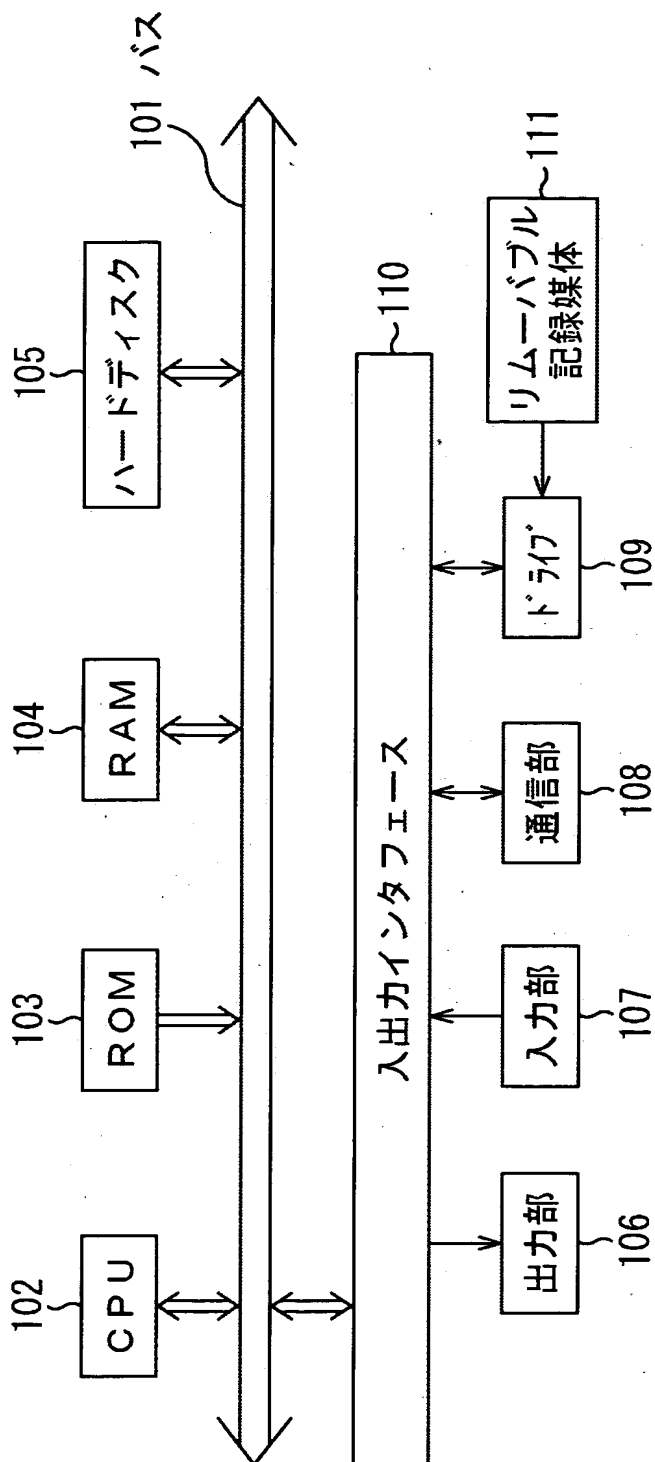 102
CPU
103
ROM
104
RAM
105
ハードディスク
101 バス
入出力インタフェース
110
出力部
106
入力部
107
通信部
108
ドライブ
109
リムーバブル
記録媒体
111